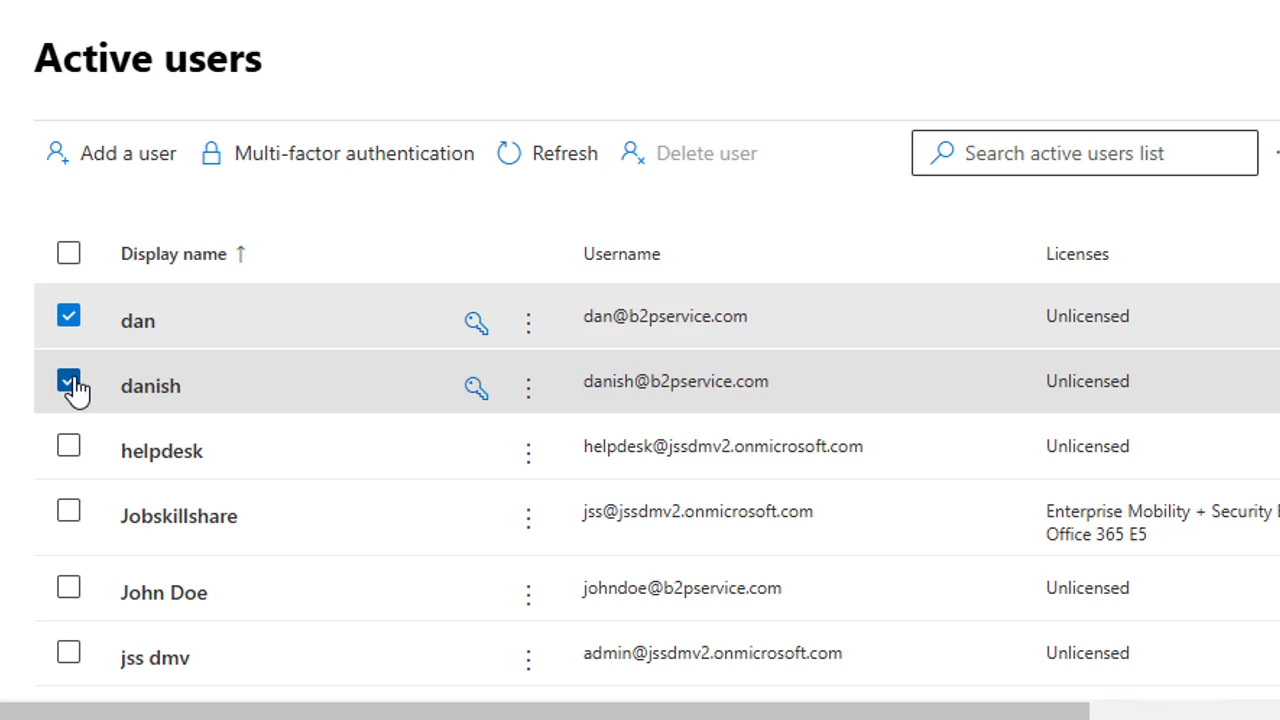 Active users
Add a user Multi-factor authentication Refresh Delete user Search active users list
Display name ↑ Username Licenses
dan dan@b2pservice.com Unlicensed
danish danish@b2pservice.com Unlicensed
helpdesk helpdesk@jssdmv2.onmicrosoft.com Unlicensed
Jobskillshare jss@jssdmv2.onmicrosoft.com Enterprise Mobility + Security
Office 365 E5
John Doe johndoe@b2pservice.com Unlicensed
jss dmv admin@jssdmv2.onmicrosoft.com Unlicensed